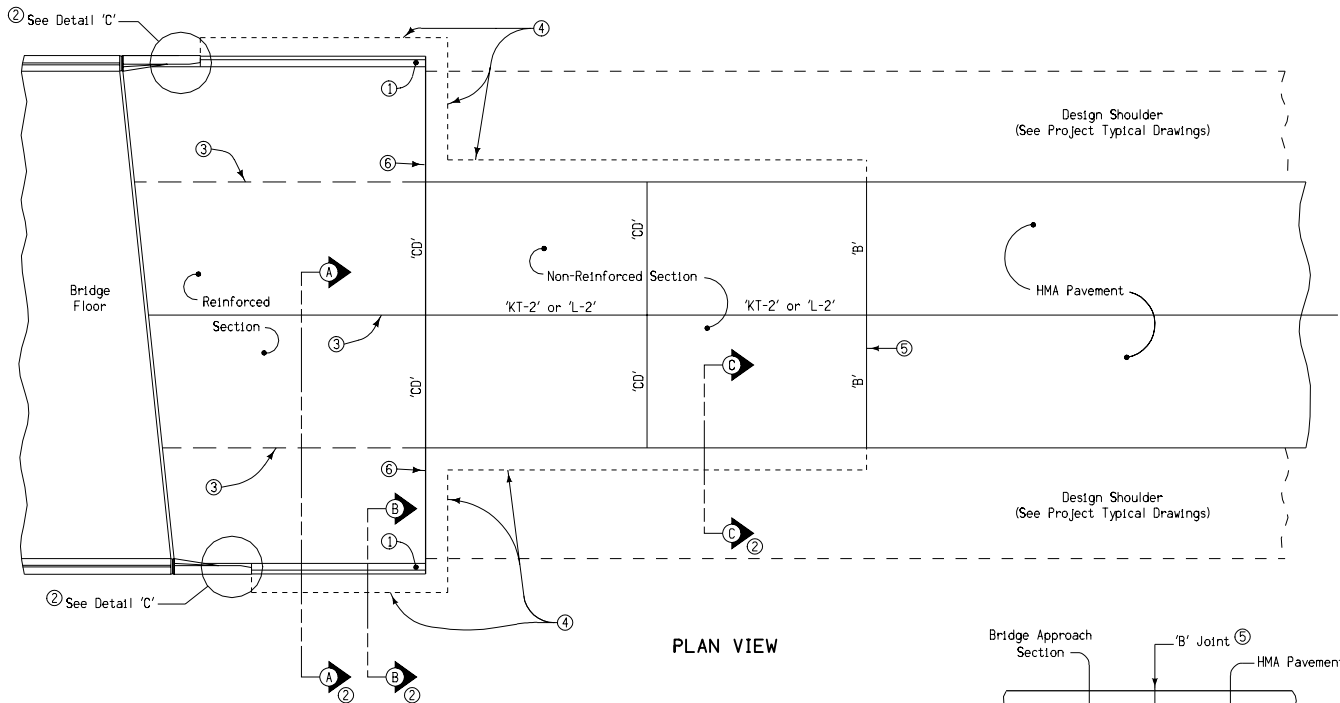 ② See Detail 'C'
④
①
Design Shoulder
(See Project Typical Drawings)
③
⑥
'CD'
'CD'
'B'
A
Non-Reinforced Section
HMA Pavement
Bridge
Floor
Reinforced
Section
'KT-2' or 'L-2'
'KT-2' or 'L-2'
③
⑤
C
'CD'
'CD'
'B'
⑥
③
B
Design Shoulder
(See Project Typical Drawings)
C
②
①
② See Detail 'C'
④
PLAN VIEW
Bridge Approach
Section
'B' Joint ⑤
HMA Pavement
A
②
B
②